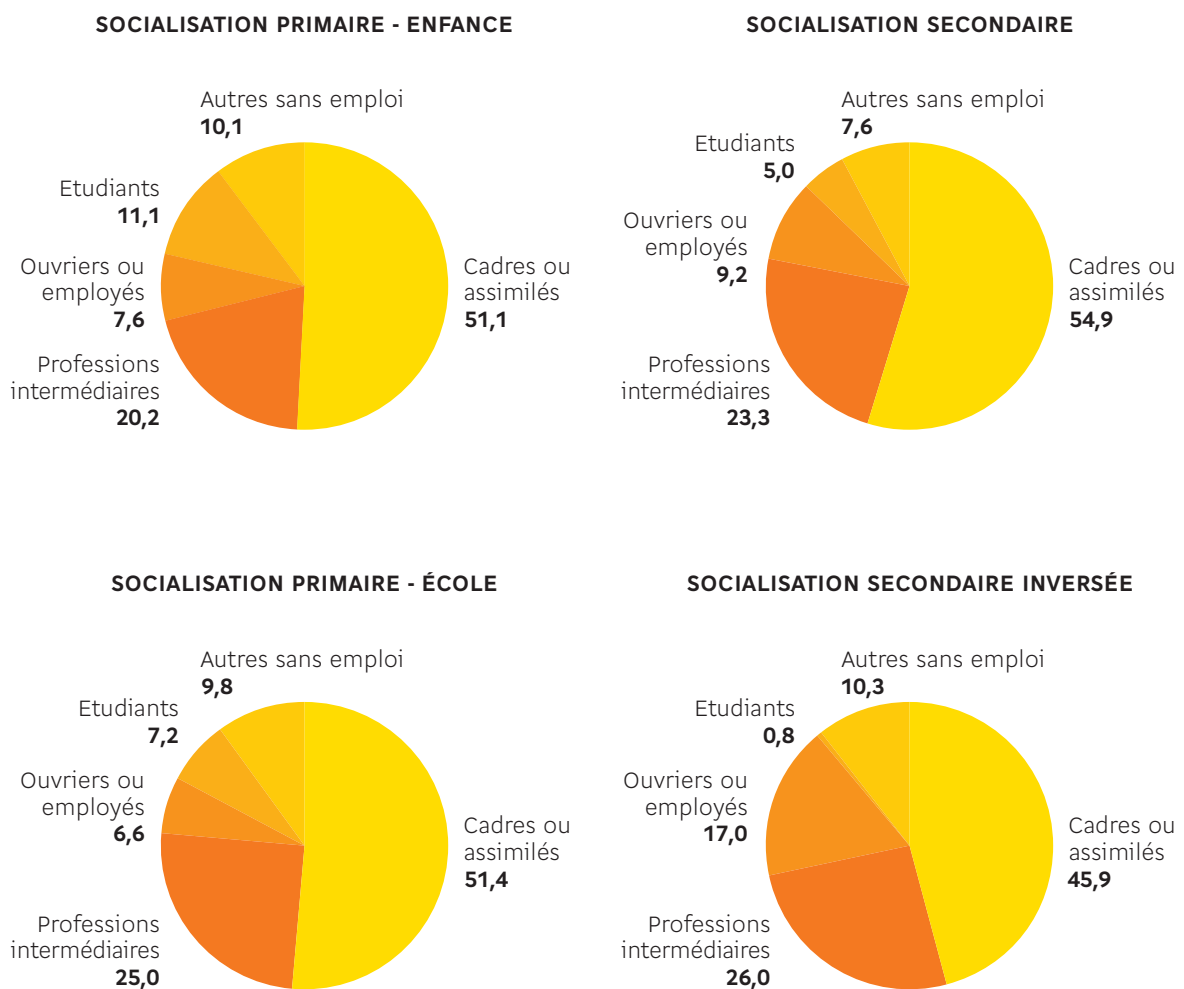 SOCIALISATION PRIMAIRE - ENFANCE
Autres sans emploi
10,1
Etudiants
11,1
Ouvriers ou
employés
7,6
Professions
intermédiaires
20,2
Cadres ou
assimilés
51,1
SOCIALISATION SECONDAIRE
Autres sans emploi
7,6
Etudiants
5,0
Ouvriers ou
employés
9,2
Professions
intermédiaires
23,3
Cadres ou
assimilés
54,9
SOCIALISATION PRIMAIRE - ÉCOLE
Autres sans emploi
9,8
Etudiants
7,2
Ouvriers ou
employés
6,6
Professions
intermédiaires
25,0
Cadres ou
assimilés
51,4
SOCIALISATION SECONDAIRE INVERSÉE
Autres sans emploi
10,3
Etudiants
0,8
Ouvriers ou
employés
17,0
Professions
intermédiaires
26,0
Cadres ou
assimilés
45,9